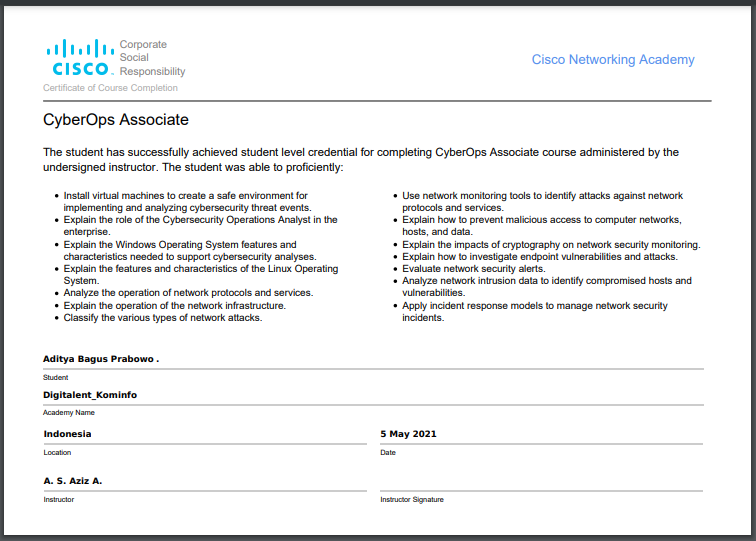 Corporate
Social
Responsibility
CISCO
Certificate of Course Completion
Cisco Networking Academy
CyberOps Associate
The student has successfully achieved student level credential for completing CyberOps Associate course administered by the
undersigned instructor. The student was able to proficiently:
• Install virtual machines to create a safe environment for
implementing and analyzing cybersecurity threat events.
• Explain the role of the Cybersecurity Operations Analyst in the
enterprise.
• Explain the Windows Operating System features and
characteristics needed to support cybersecurity analyses.
• Explain the features and characteristics of the Linux Operating
System.
• Analyze the operation of network protocols and services.
• Explain the operation of the network infrastructure.
• Classify the various types of network attacks.
• Use network monitoring tools to identify attacks against network
protocols and services.
• Explain how to prevent malicious access to computer networks,
hosts, and data.
• Explain the impacts of cryptography on network security monitoring.
• Explain how to investigate endpoint vulnerabilities and attacks.
• Evaluate network security alerts.
• Analyze network intrusion data to identify compromised hosts and
vulnerabilities.
• Apply incident response models to manage network security
incidents.
Aditya Bagus Prabowo .
Student
Digitalent_Kominfo
Academy Name
Indonesia
Location
5 May 2021
Date
A. S. Aziz A.
Instructor
Instructor Signature